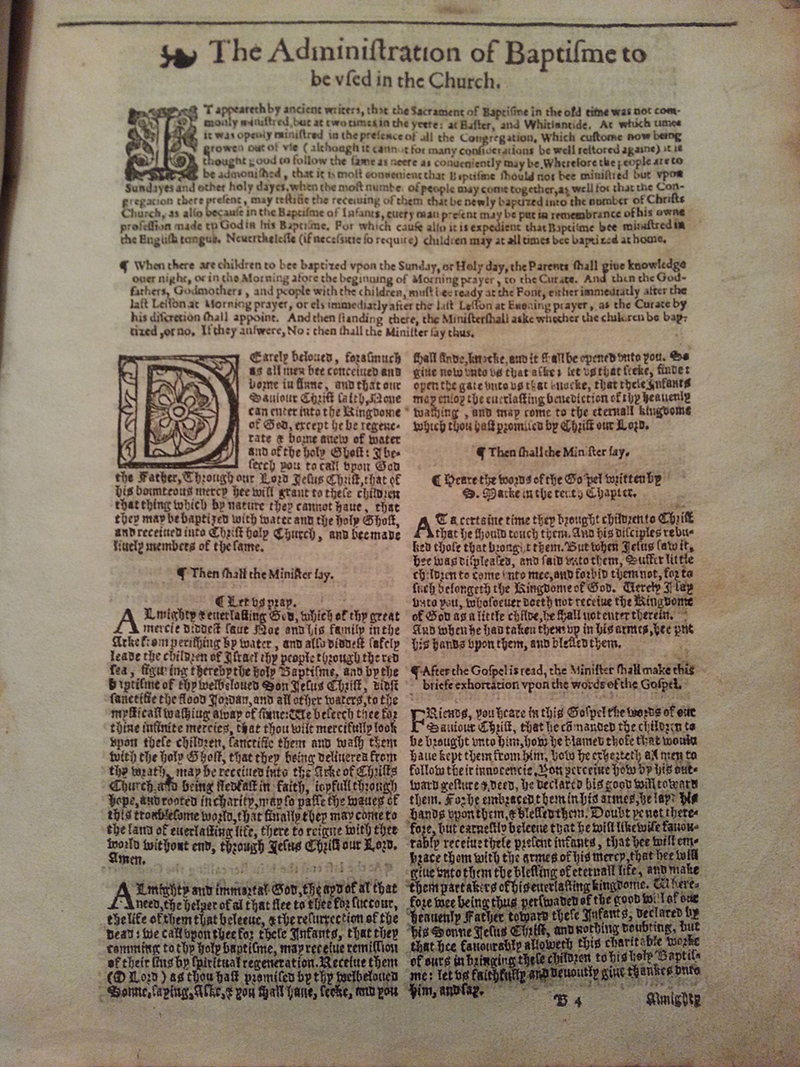 The Adminiſtration of Baptiſme to
be vſed in the Church.
IT appeareth by ancient writers, that the Sacrament of Baptiſme in the old time was not com-
monly miniſtred, but at two times in the yeere: at Eaſter, and Whitſuntide. At which times
it was openly miniſtred in the preſence of all the Congregation. Which cuſtome now being
growen out of vſe (although it cannot for many conſiderations be well reſtored againe) it is
thought good to follow the ſame as neere as conueniently may be. Wherefore the people are to
be admoniſhed, that it is moſt conuenient that Baptiſme ſhould not bee miniſtred but vpon
Sundayes and other holy dayes, when the moſt number of people may come together, as well for that the Con-
gregation there preſent, may teſtifie the receiuing of them that be newly baptized into the number of Chriſts
Church, as alſo becauſe in the Baptiſme of Infants, euery man preſent may be put in remembrance of his owne
profeſſion made to God in his Baptiſme. For which cauſe alſo it is expedient that Baptiſme bee miniſtred in
the Engliſh tongue. Neuertheleſſe (if neceſſitie ſo require) children may at all times bee baptized at home.
¶ When there are children to bee baptized vpon the Sunday, or Holy day, the Parents ſhall giue knowledge
ouer night, or in the Morning afore the beginning of Morning prayer, to the Curate. And then the God-
fathers, Godmothers, and people with the children, muſt be ready at the Font, either immediatly after the
laſt Leſſon at Morning prayer, or els immediatly after the laſt Leſſon at Euening prayer, as the Curate by
his diſcretion ſhall appoint. And then ſtanding there, the Miniſter ſhall aske whether the children be bap-
tized, or no. If they anſwere, No: then ſhall the Miniſter ſay thus.
DEarely beloued, foraſmuch
as all men bee conceiued and
borne in ſinne, and that our
Sauiour Chriſt ſaith, None
can enter into the Kingdome
of God, except he be regene-
rate & borne anew of water
and of the holy Ghoſt: I be-
ſeech you to call vpon God
the Father, Through our Lord Jeſus Chriſt, that of
his bounteous mercy hee will grant to theſe children
that thing which by nature they cannot haue, that
they may be baptized with water and the holy Ghoſt,
and receiued into Chriſts holy Church, and bee made
liuely members of the ſame.
¶ Then ſhall the Miniſter ſay.
¶ Let vs pray.
ALmighty & euerlaſting God, which of thy great
mercie diddeſt ſaue Noe and his family in the
Arke from periſhing by water, and alſo diddeſt ſafely
leade the children of Iſrael thy people through the red
ſea, figuring thereby the holy Baptiſme, and by the
Baptiſme of thy welbeloued Son Jeſus Chriſt, didſt
ſanctifie the flood Jordan, and all other waters, to the
myſticall waſhing away of ſinne: We beſeech thee for
thine infinite mercies, that thou wilt mercifully look
vpon theſe children, ſanctifie them and waſh them
with the holy Ghoſt, that they being deliuered from
thy wrath, may be receiued into the Arke of Chriſts
Church, and being ſtedfaſt in faith, ioyfull through
hope, and rooted in charity, may ſo paſſe the waues of
this troubleſome world, that finally they may come to
the land of euerlaſting life, there to reigne with thee
world without end, through Jeſus Chriſt our Lord.
Amen.
ALmighty and immortal God, the ayd of al that
need, the helper of al that flee to thee for ſuccour,
the life of them that beleeue, & the reſurrection of the
dead: we call vpon thee for theſe Infants, that they
comming to thy holy baptiſme, may receiue remiſſion
of their ſins by ſpiritual regeneration. Receiue them
(O Lord) as thou haſt promiſed by thy welbeloued
Sonne, ſaying, Aſke, & you ſhall haue, ſeeke, and you
ſhall finde, knocke, and it ſhall be opened vnto you. So
giue now vnto vs that aſke: let vs that ſeeke, finde:
open the gate vnto vs that knocke, that theſe Infants
may enioy the euerlaſting benediction of thy heauenly
waſhing, and may come to the eternall kingdome
which thou haſt promiſed by Chriſt our Lord.
¶ Then ſhall the Miniſter ſay.
¶ Heare the words of the Goſpel written by
S. Marke in the tenth Chapter.
AT a certaine time they brought children to Chriſt
that he ſhould touch them. And his diſciples rebu-
ked thoſe that brought them. But when Jeſus ſaw it,
hee was diſpleaſed, and ſaid vnto them, Suffer little
children to come vnto mee, and forbid them not, for to
ſuch belongeth the Kingdome of God. Verely I ſay
vnto you, whoſoeuer doeth not receiue the Kingdome
of God as a little childe, he ſhall not enter therein.
And when he had taken them vp in his armes, hee put
his hands vpon them, and bleſſed them.
¶ After the Goſpel is read, the Miniſter ſhall make this
briefe exhortation vpon the words of the Goſpel.
FRiends, you heare in this Goſpel the words of our
Sauiour Chriſt, that he cõmanded the children to
be brought vnto him, how he blamed thoſe that would
haue kept them from him, how he exhorteth all men to
follow their innocencie. You perceiue how by his out-
ward geſture & deed, he declared his good will toward
them. For he embraced them in his armes, he layd his
hands vpon them, & bleſſed them. Doubt ye not there-
fore, but earneſtly beleeue that he will likewiſe fauou-
rably receiue theſe preſent infants, that hee will em-
brace them with the armes of his mercy, that hee will
giue vnto them the bleſſing of eternall life, and make
them partakers of his euerlaſting kingdome. Where-
fore wee being thus perſwaded of the good will of our
heauenly Father toward theſe Infants, declared by
his Sonne Jeſus Chriſt, and nothing doubting, but
that hee fauourably alloweth this charitable worke
of ours in bringing theſe children to his holy Baptiſ-
me: let vs faithfully and deuoutly giue thankes vnto
him, and ſay.
B 4 Almighty